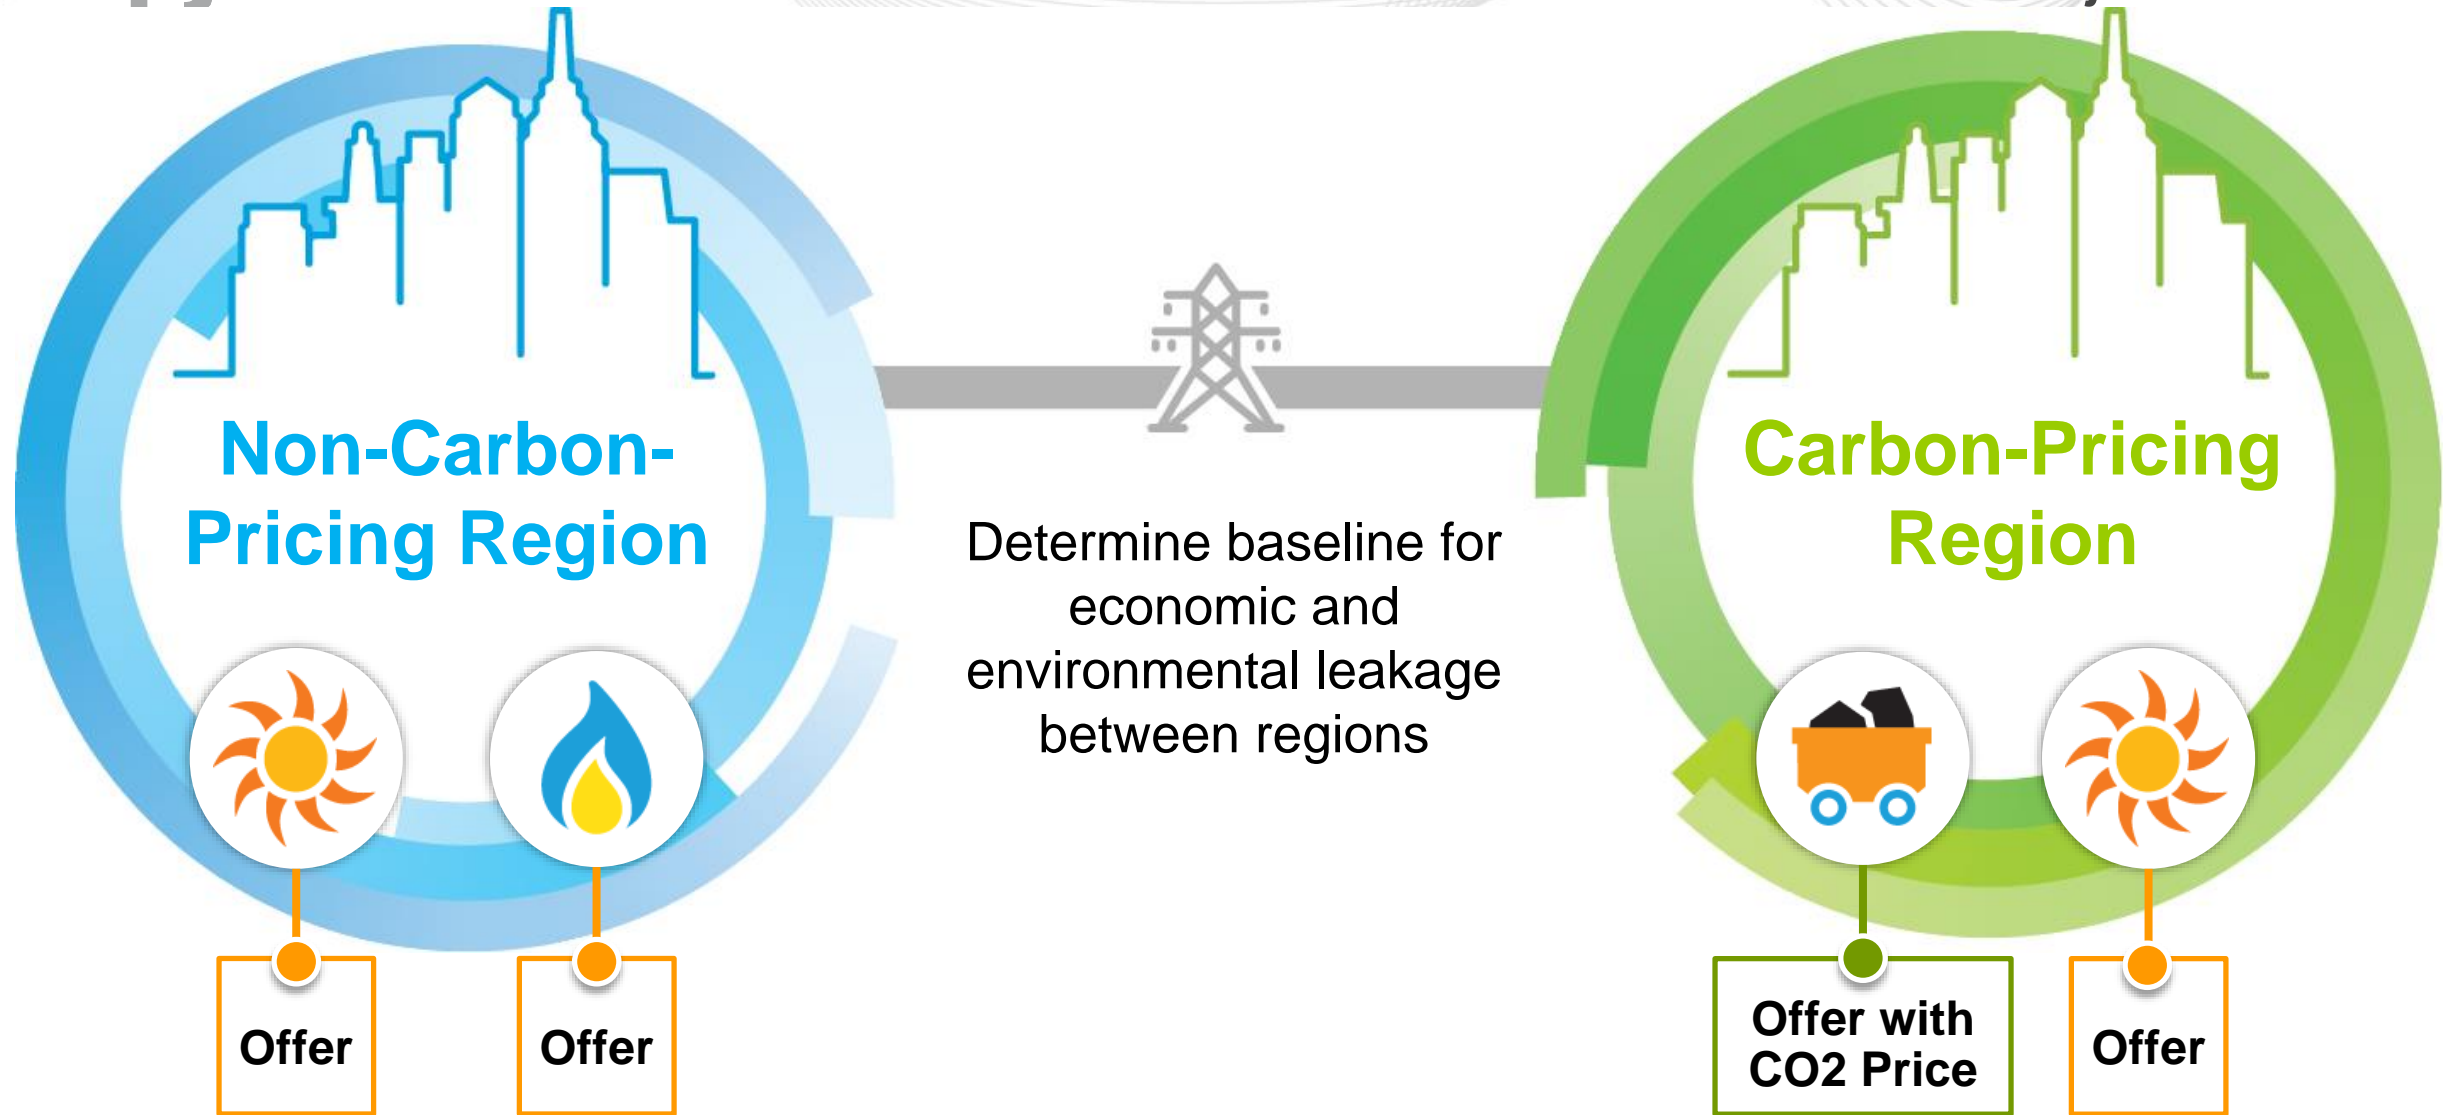 Non-Carbon-
Pricing Region
Determine baseline for
economic and
environmental leakage
between regions
Carbon-Pricing
Region
Offer
Offer
Offer with
CO2 Price
Offer